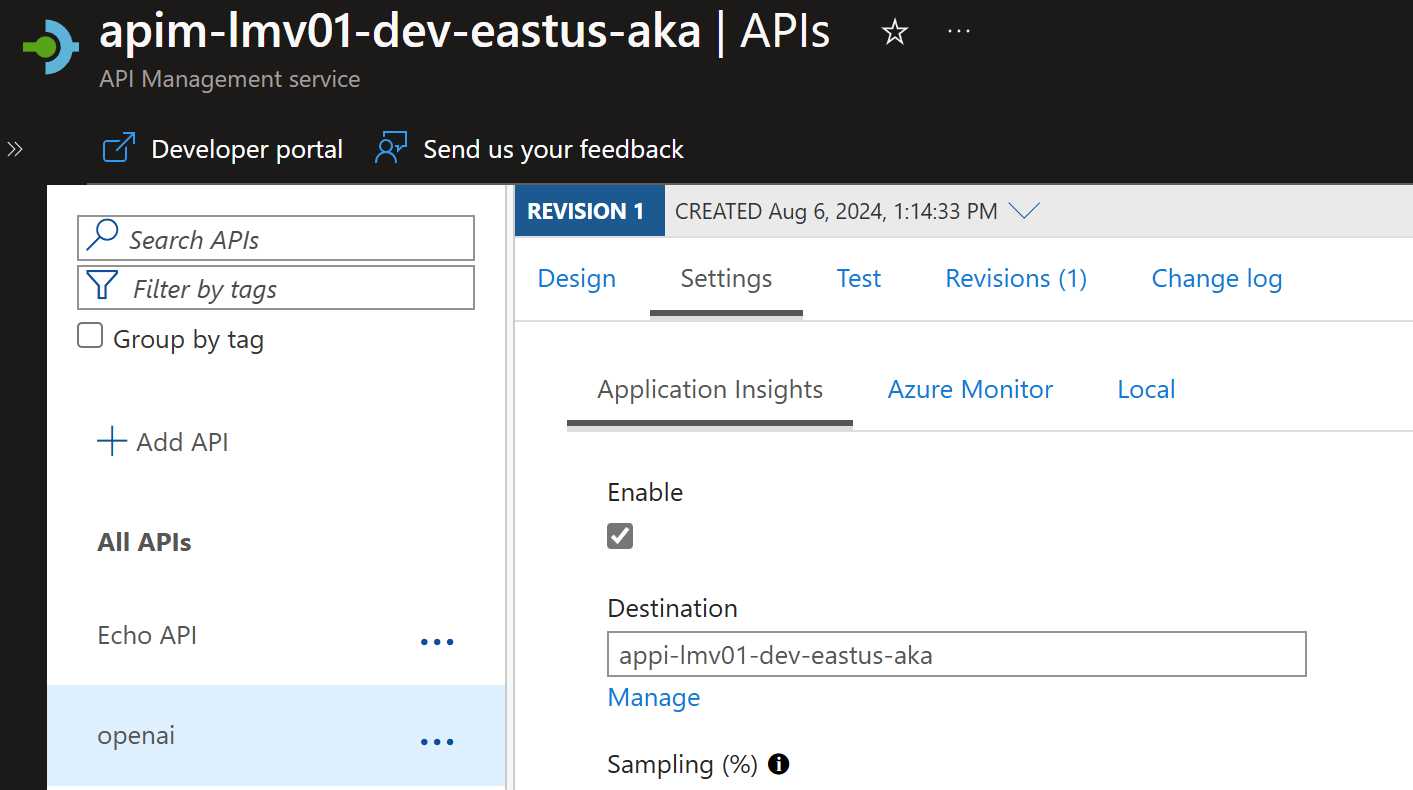 apim-lmv01-dev-eastus-aka | APIs
API Management service
Developer portal
Send us your feedback
Search APIs
Filter by tags
Group by tag
Add API
All APIs
Echo API
openai
REVISION 1
CREATED Aug 6, 2024, 1:14:33 PM
Design
Settings
Test
Revisions (1)
Change log
Application Insights
Azure Monitor
Local
Enable
Destination
appi-lmv01-dev-eastus-aka
Manage
Sampling (%)